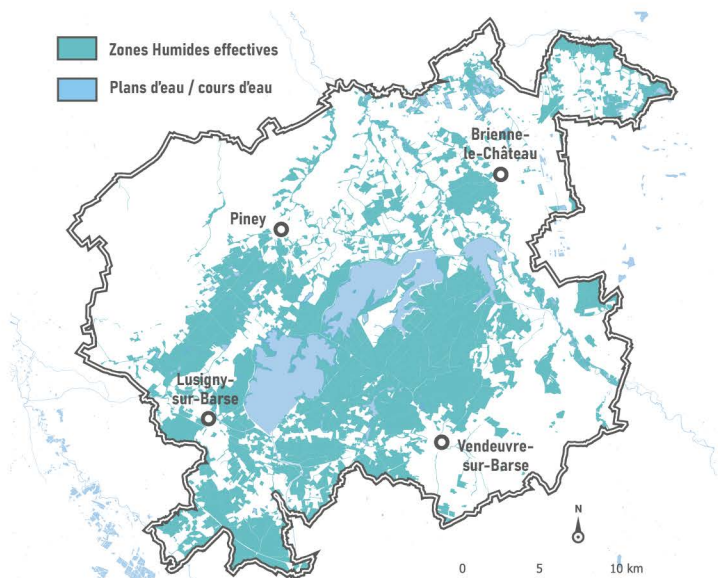 Zones Humides effectives
Plans d'eau / cours d'eau
Brienne-
le-Château
Piney
Lusigny-
sur-Barse
Vendeuvre-
sur-Barse
N
0 5 10 km